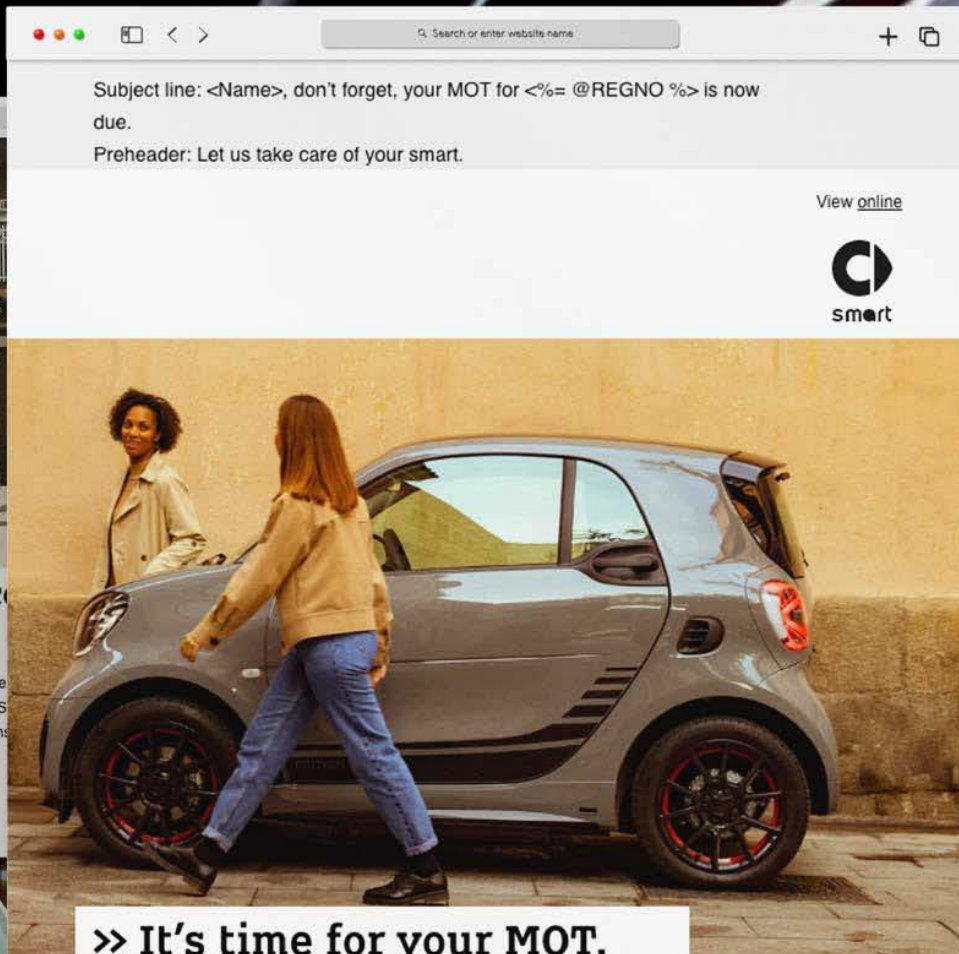 Search or enter website name
Subject line: <Name>, don't forget, your MOT for <%= @REGNO %> is now
due.
Preheader: Let us take care of your smart.
View online
smart
EDITION
>> It's time for your MOT.